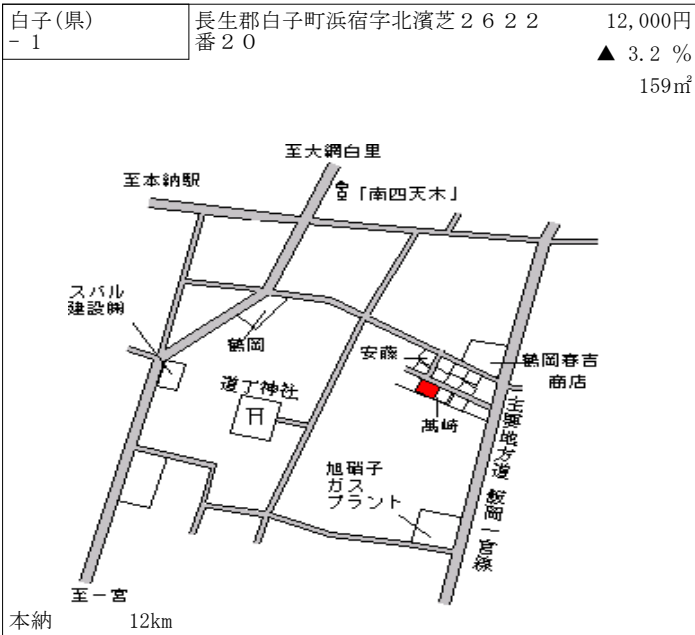 白子(県)
- 1
長生郡白子町浜宿字北濱芝２６２２
番２０
12,000円
▲ 3.2 %
159㎡
至大網白里
至本納駅
「南四天木」
スバル
建設㈱
鶴岡
安藤
鶴岡春吉
商店
道了神社
萬崎
主要地方道 飯岡一宮線
旭硝子
ガス
プラント
至一宮
本納 12km